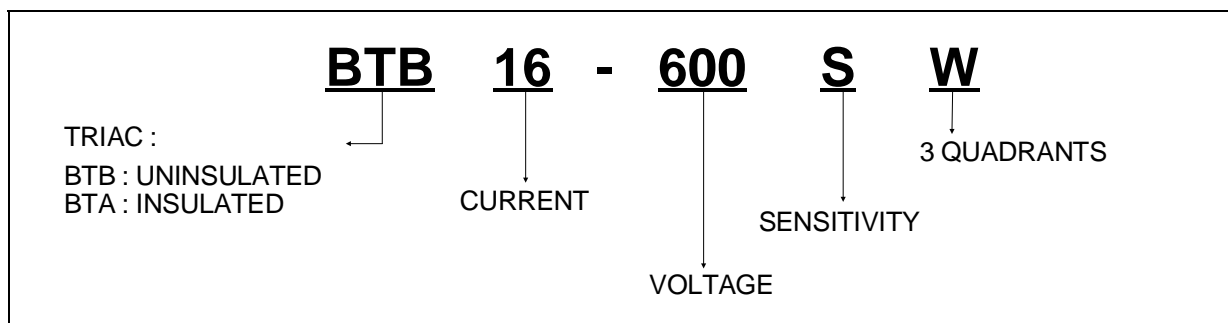 BTB 16 - 600 S W
TRIAC :
BTB : UNINSULATED
BTA : INSULATED
3 QUADRANTS
CURRENT
SENSITIVITY
VOLTAGE